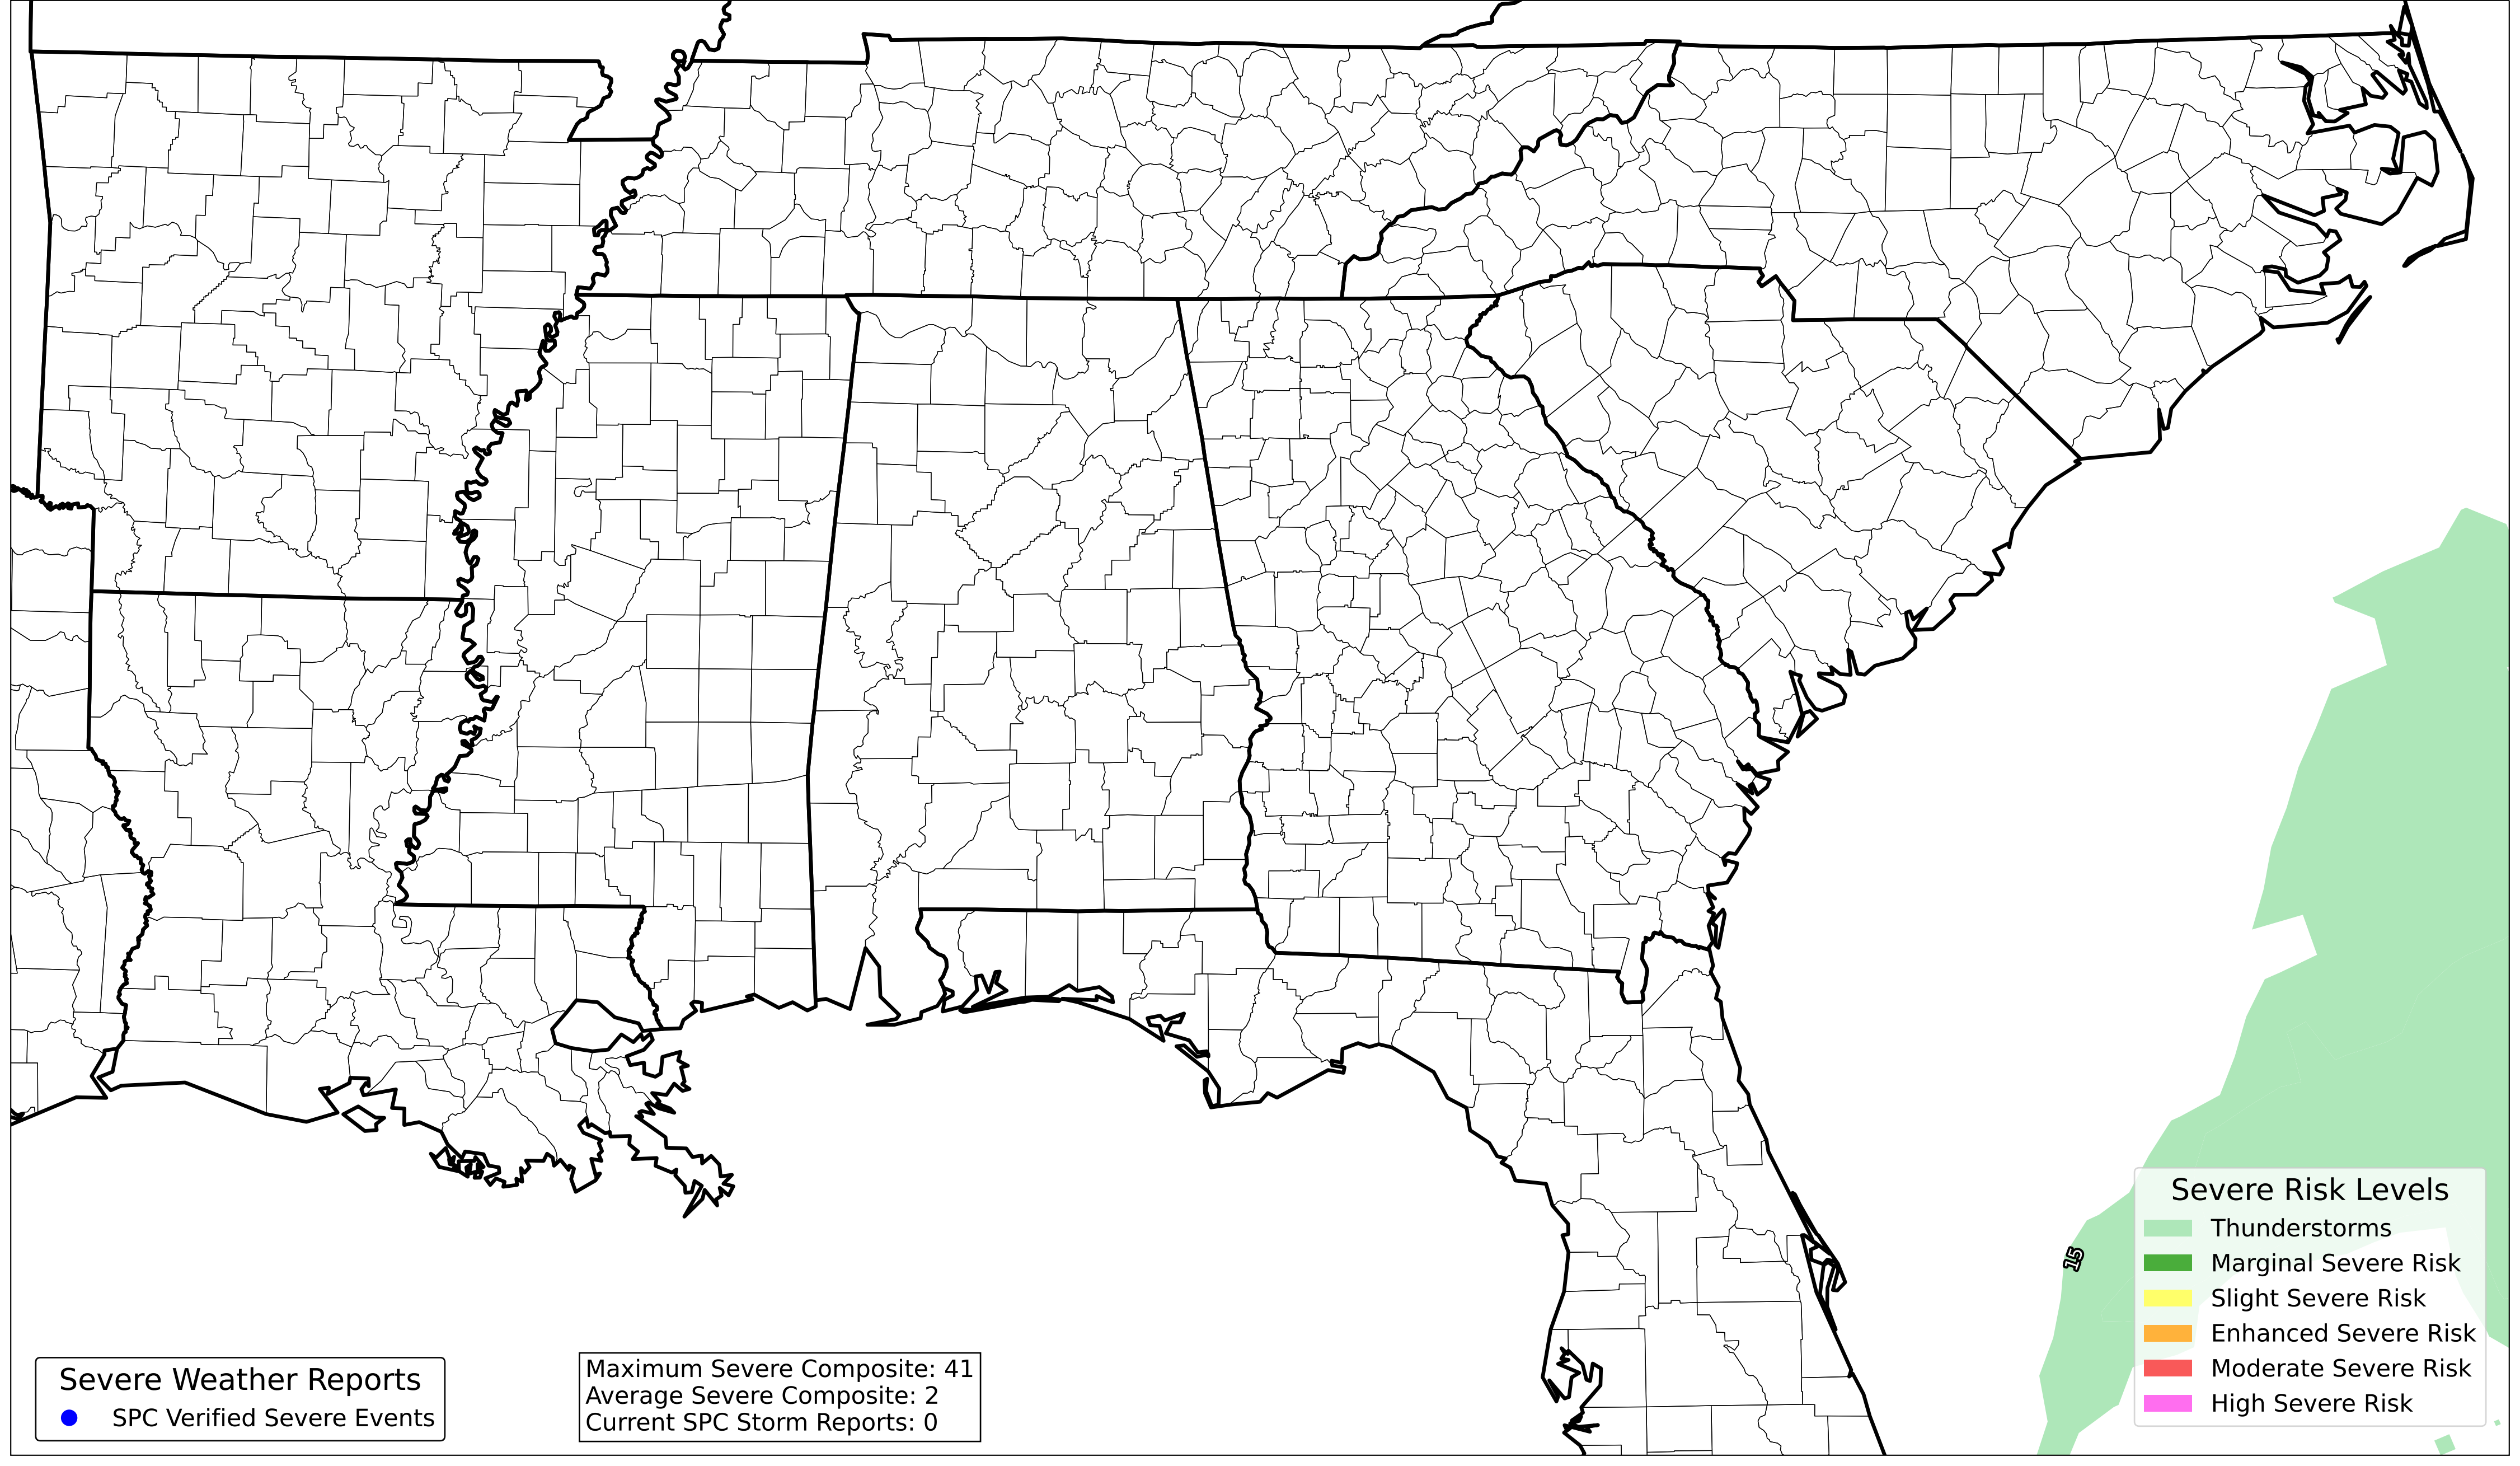 15
Severe Weather Reports
SPC Verified Severe Events
Maximum Severe Composite: 41
Average Severe Composite: 2
Current SPC Storm Reports: 0
Severe Risk Levels
Thunderstorms
Marginal Severe Risk
Slight Severe Risk
Enhanced Severe Risk
Moderate Severe Risk
High Severe Risk